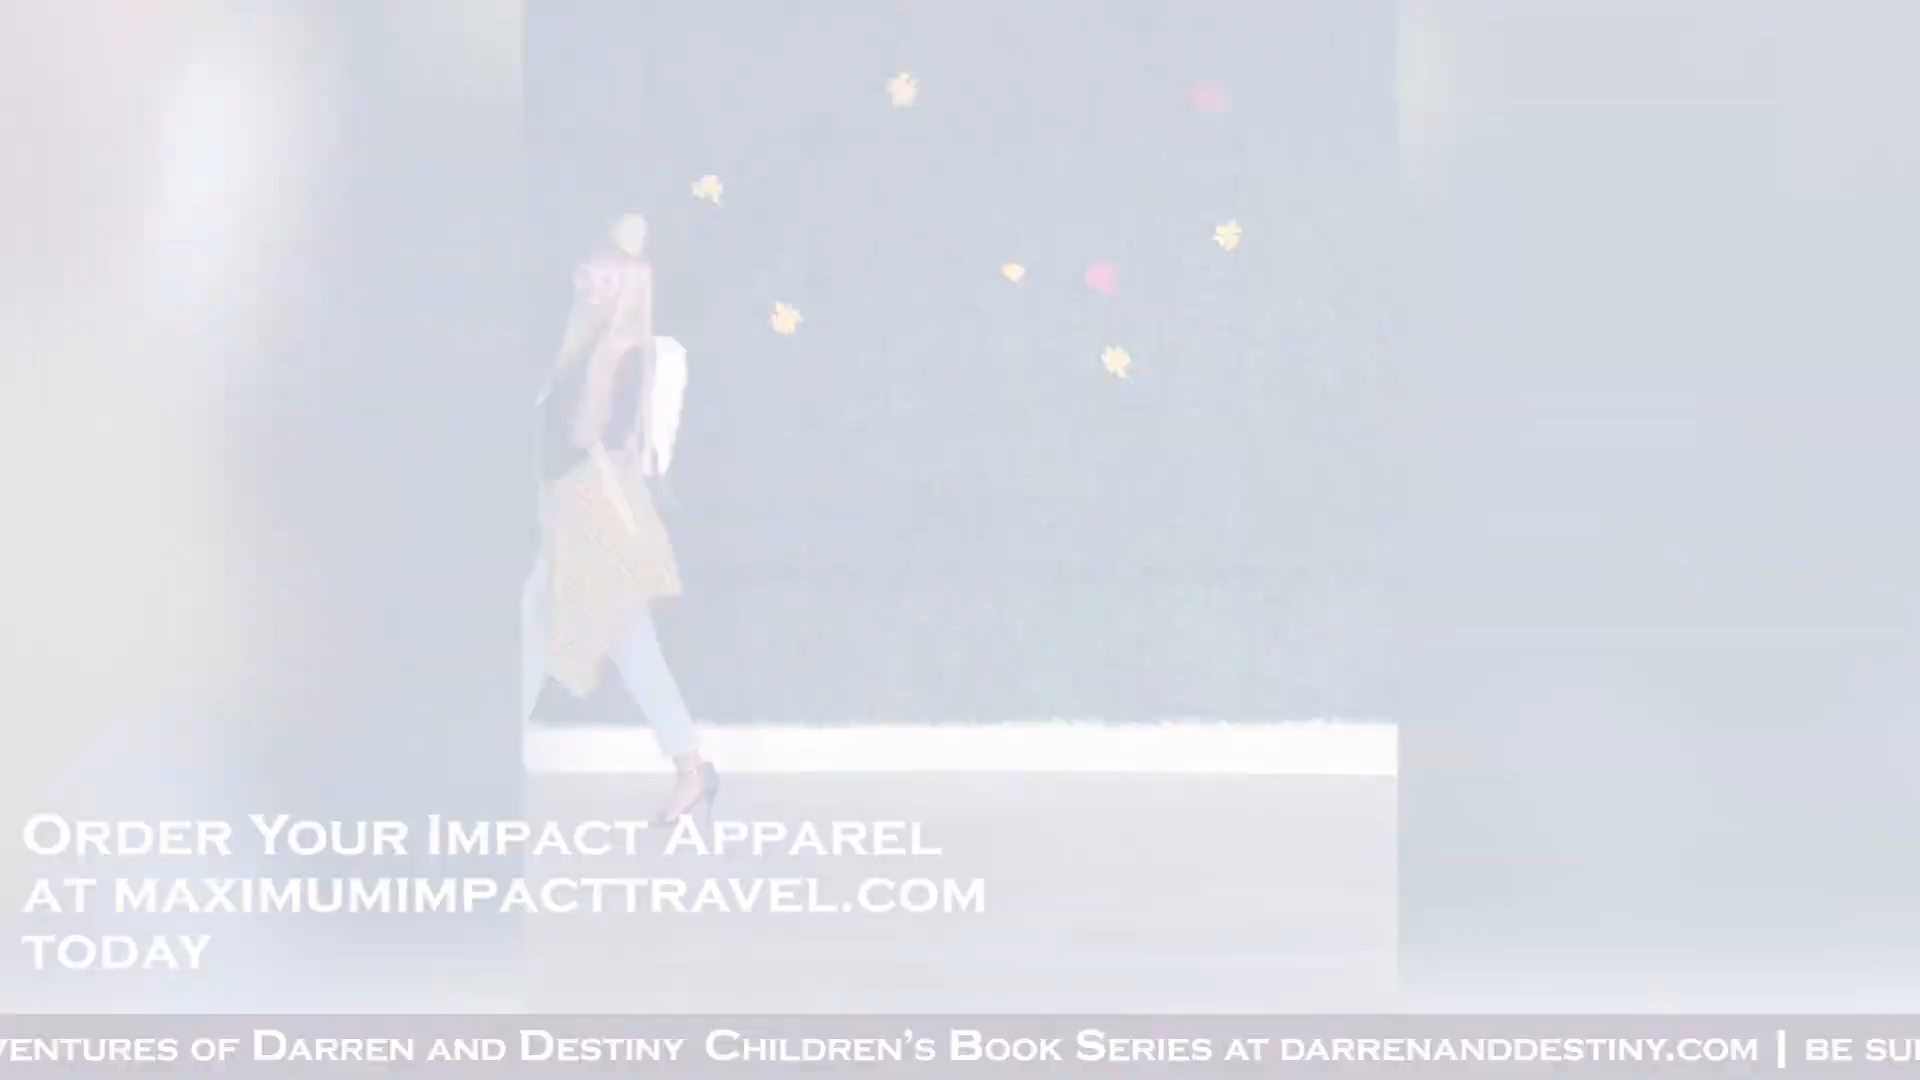 Order Your Impact Apparel
at maximumimpacttravel.com
today
ventures of Darren and Destiny Children's Book Series at darrenanddestiny.com | be su